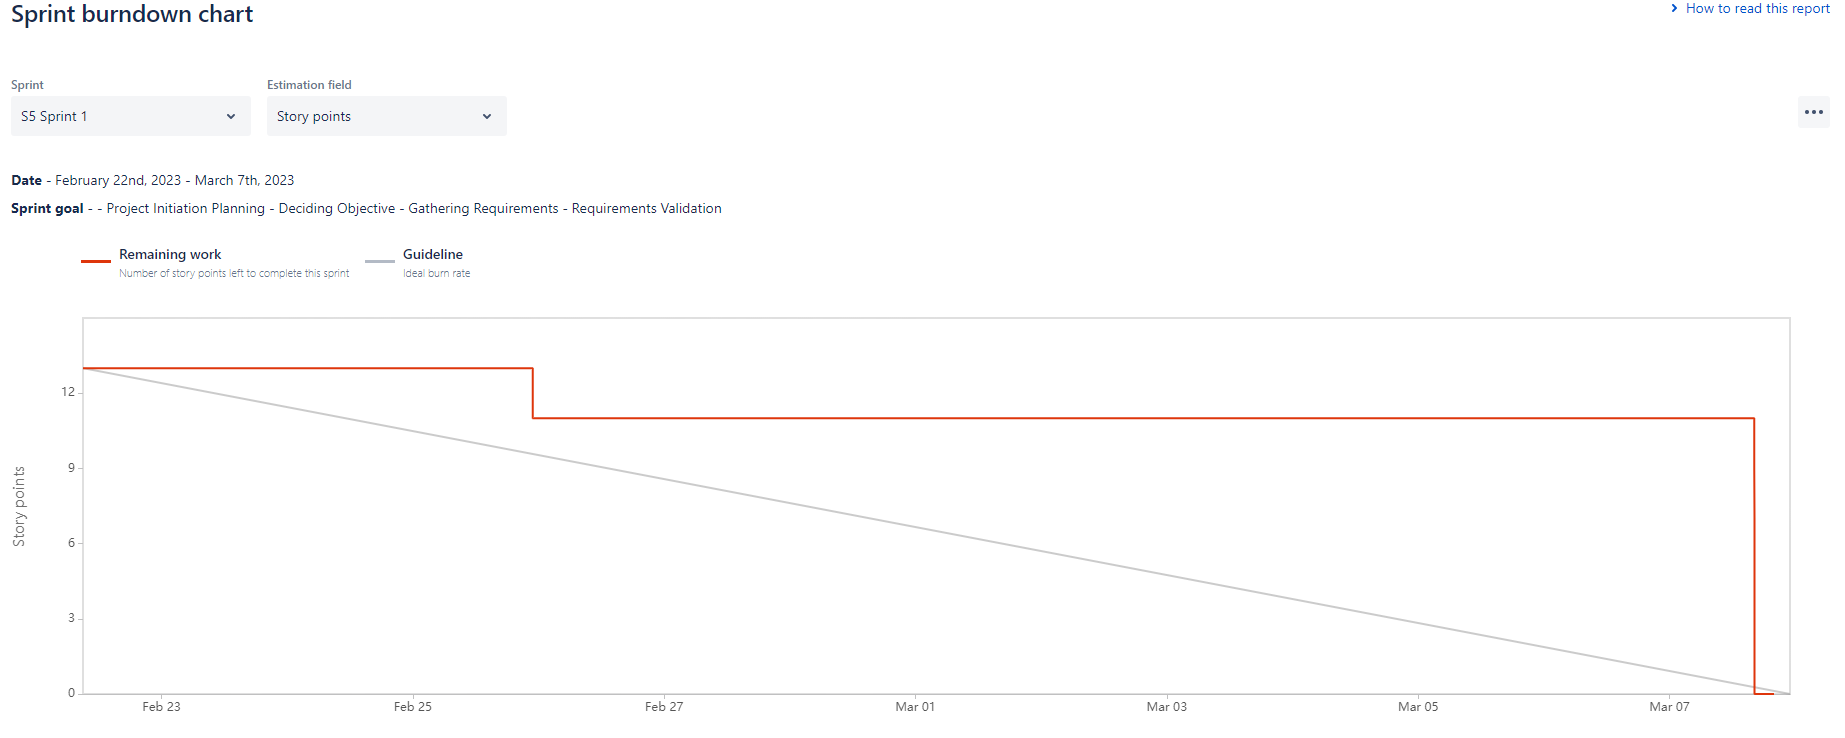 Sprint burndown chart
How to read this report
Sprint
Estimation field
S5 Sprint 1
Story points
Date - February 22nd, 2023 - March 7th, 2023
Sprint goal - - Project Initiation Planning - Deciding Objective - Gathering Requirements - Requirements Validation
Remaining work
Number of story points left to complete this sprint
Guideline
Ideal burn rate
Story points
12
9
6
3
0
Feb 23
Feb 25
Feb 27
Mar 01
Mar 03
Mar 05
Mar 07